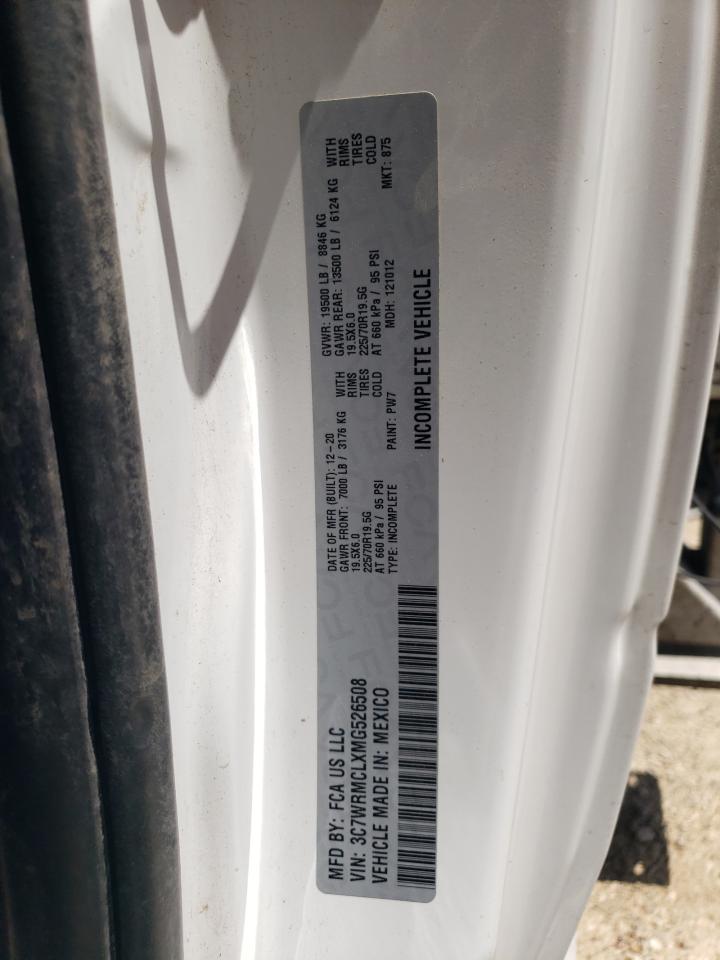 MFD BY: FCA US LLC
VIN: 3C7WRMCLXMG526508
VEHICLE MADE IN: MEXICO
DATE OF MFR (BUILT): 12-20
GAWR FRONT: 7000 LB / 3176 KG WITH
19.5X6.0 RIMS
225/70R19.5G TIRES
AT 660 kPa / 95 PSI COLD
TYPE: INCOMPLETE PAINT: PW7
GVWR: 19500 LB / 8846 KG
GAWR REAR: 13500 LB / 6124 KG WITH
19.5X6.0 RIMS
225/70R19.5G TIRES
AT 660 kPa / 95 PSI COLD
MDH: 121012 MKT: 875
INCOMPLETE VEHICLE